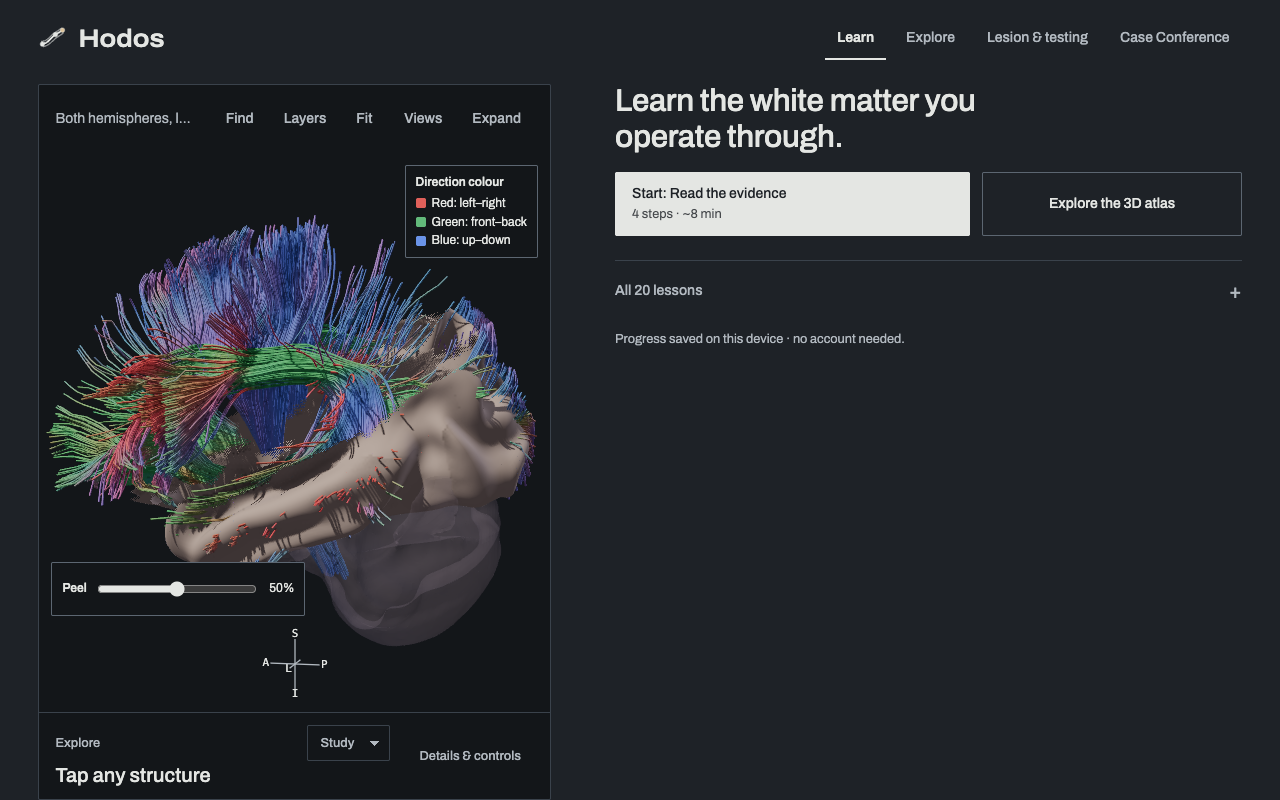 Hodos
Learn
Explore
Lesion & testing
Case Conference
Both hemispheres, l...
Find
Layers
Fit
Views
Expand
Direction colour
Red: left–right
Green: front–back
Blue: up–down
Peel
50%
S
A
L
P
I
Explore
Study
Details & controls
Tap any structure
Learn the white matter you
operate through.
Start: Read the evidence
4 steps · ~8 min
Explore the 3D atlas
All 20 lessons
+
Progress saved on this device · no account needed.